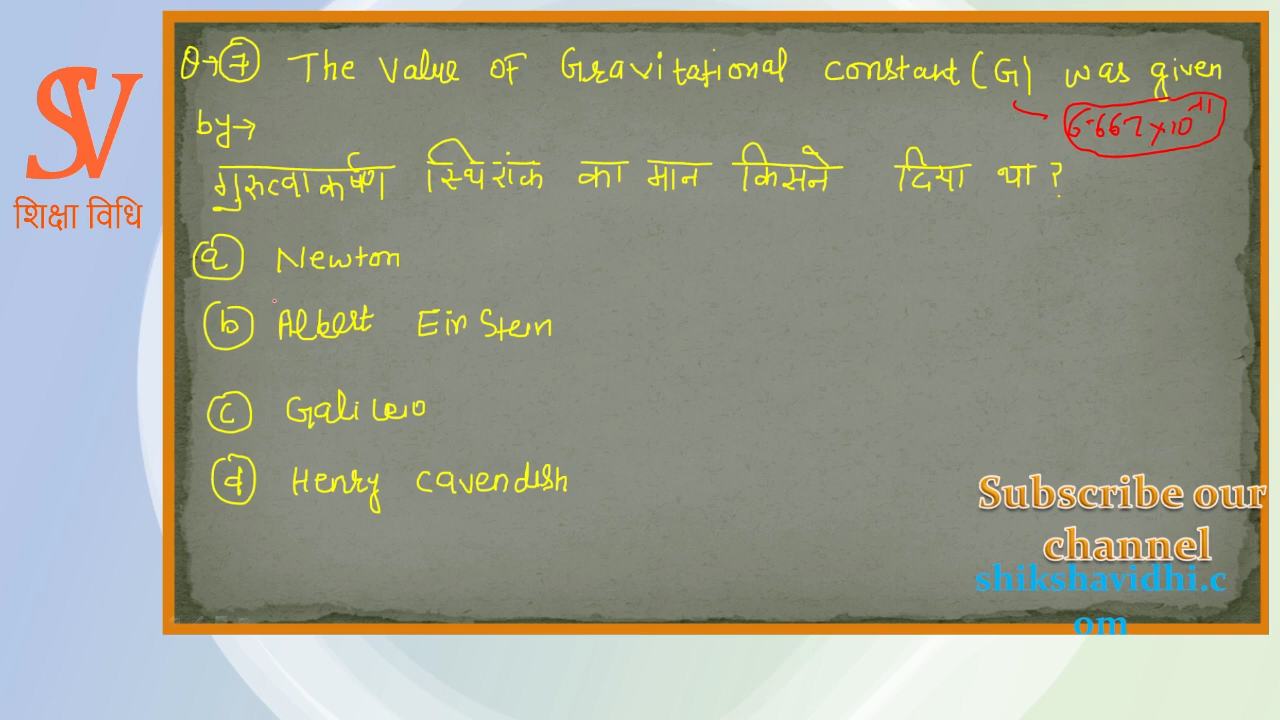 SV
शिक्षा विधि
Q→ 7 The Value OF Gravitational constant (G) was given
6.667×10⁻¹¹
by→
गुरुत्वाकर्षण स्थिरांक का मान किसने दिया था ?
a Newton
b Albert Einstein
c Galileo
d Henry Cavendish
Subscribe our
channel
shikshavidhi.c
om